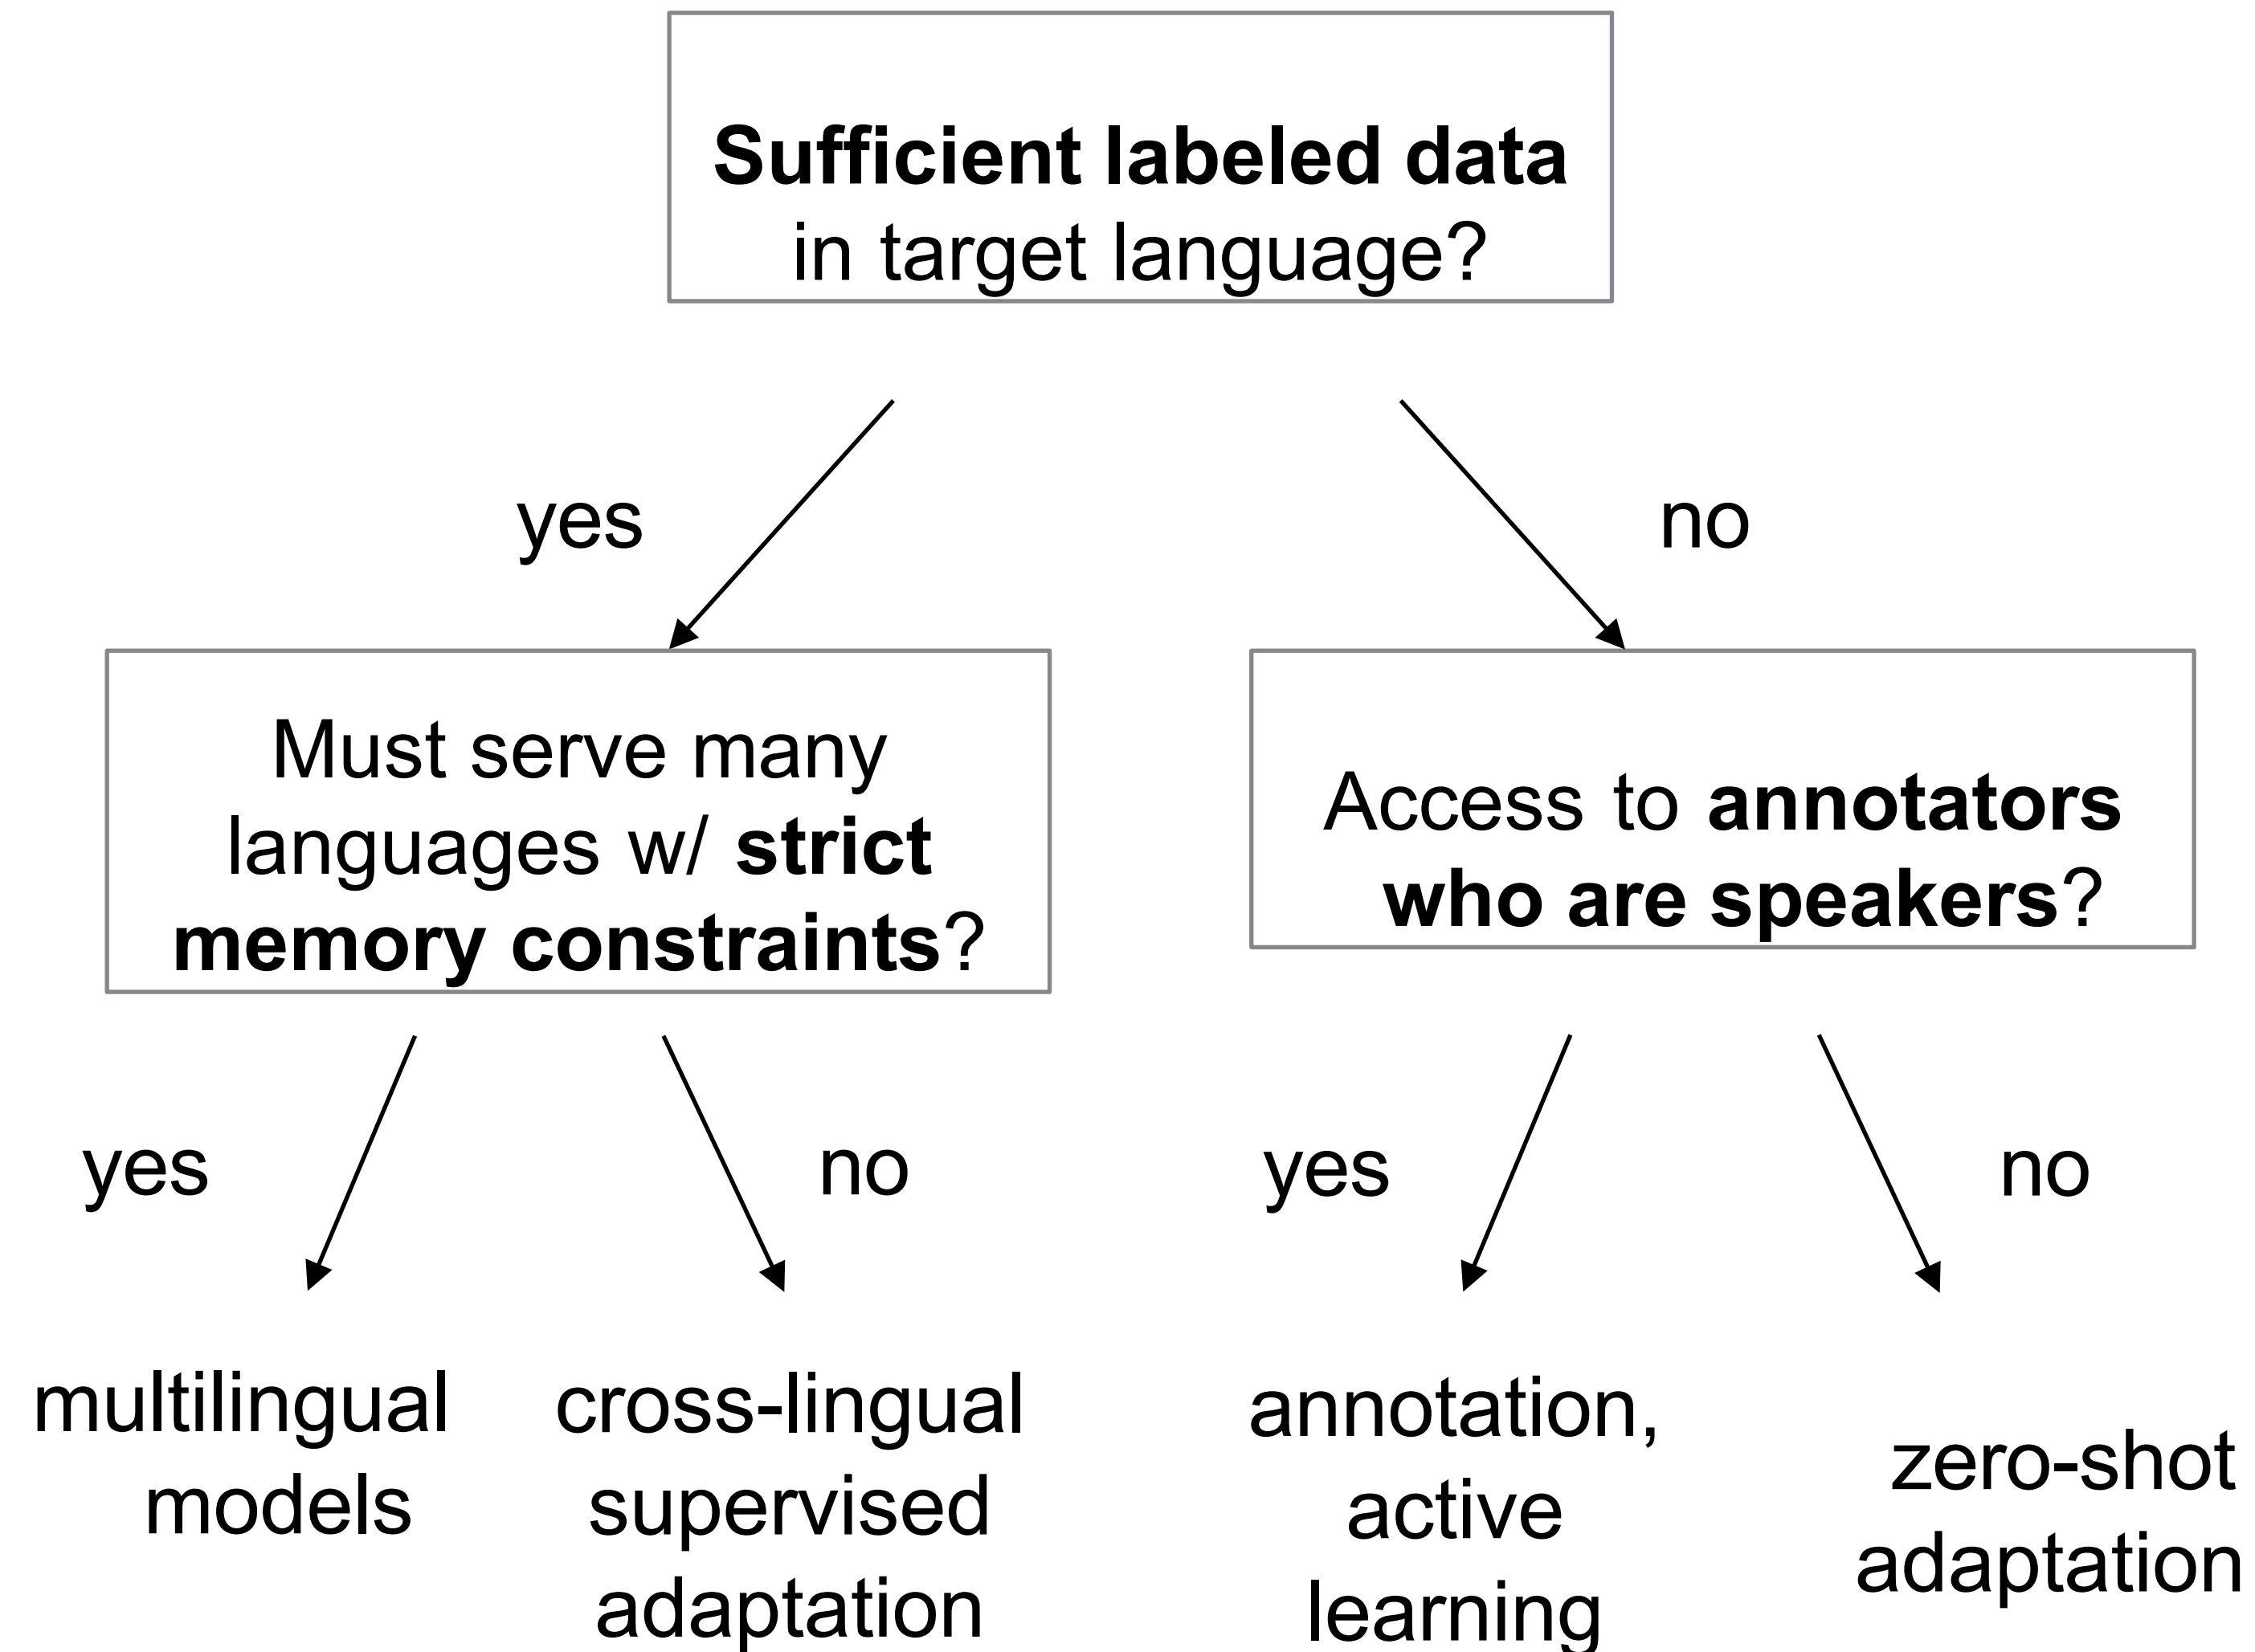 Sufficient labeled data
in target language?
yes
no
Must serve many
languages w/ strict
memory constraints?
Access to annotators
who are speakers?
yes
no
yes
no
multilingual
models
cross-lingual
supervised
adaptation
annotation,
active
learning
zero-shot
adaptation